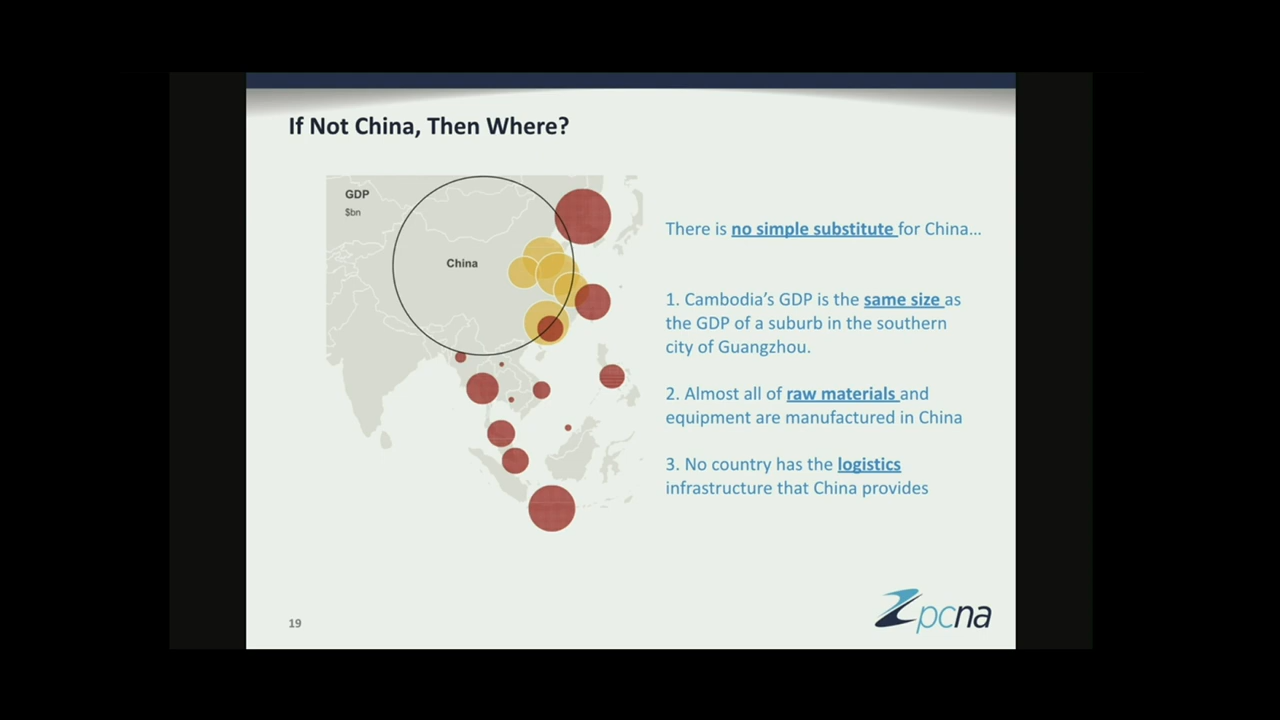 If Not China, Then Where?
GDP
$bn
China
There is no simple substitute for China...
1. Cambodia’s GDP is the same size as
the GDP of a suburb in the southern
city of Guangzhou.
2. Almost all of raw materials and
equipment are manufactured in China
3. No country has the logistics
infrastructure that China provides
19
pcna